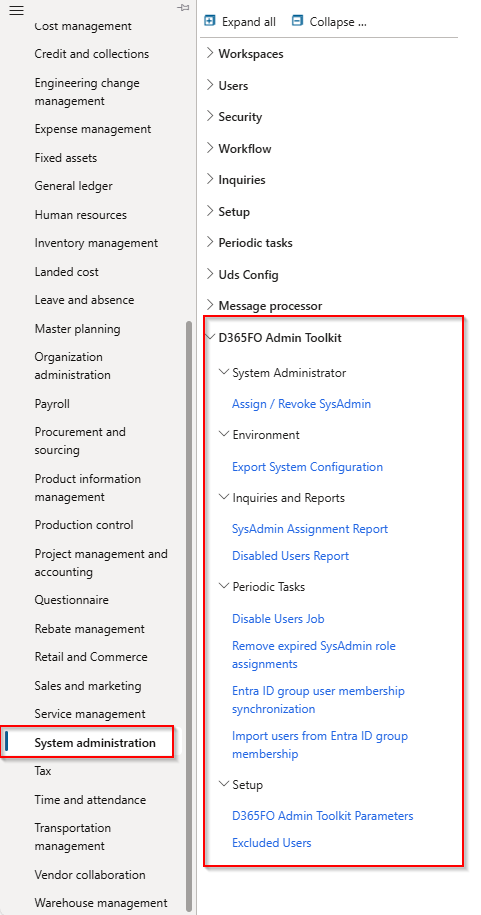 Cost management
Credit and collections
Engineering change
management
Expense management
Fixed assets
General ledger
Human resources
Inventory management
Landed cost
Leave and absence
Master planning
Organization
administration
Payroll
Procurement and
sourcing
Product information
management
Production control
Project management and
accounting
Questionnaire
Rebate management
Retail and Commerce
Sales and marketing
Service management
System administration
Tax
Time and attendance
Transportation
management
Vendor collaboration
Warehouse management
Expand all
Collapse ...
Workspaces
Users
Security
Workflow
Inquiries
Setup
Periodic tasks
Uds Config
Message processor
D365FO Admin Toolkit
System Administrator
Assign / Revoke SysAdmin
Environment
Export System Configuration
Inquiries and Reports
SysAdmin Assignment Report
Disabled Users Report
Periodic Tasks
Disable Users Job
Remove expired SysAdmin role
assignments
Entra ID group user membership
synchronization
Import users from Entra ID group
membership
Setup
D365FO Admin Toolkit Parameters
Excluded Users